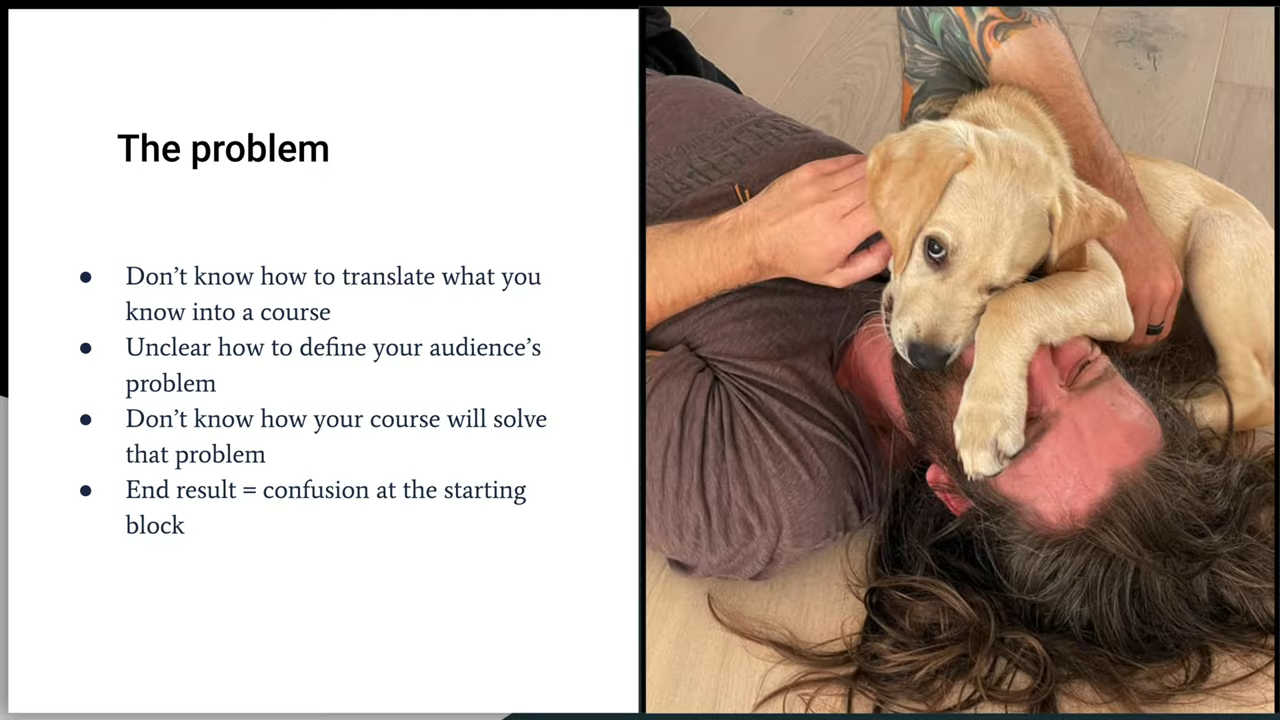 The problem
● Don’t know how to translate what you
know into a course
● Unclear how to define your audience’s
problem
● Don’t know how your course will solve
that problem
● End result = confusion at the starting
block